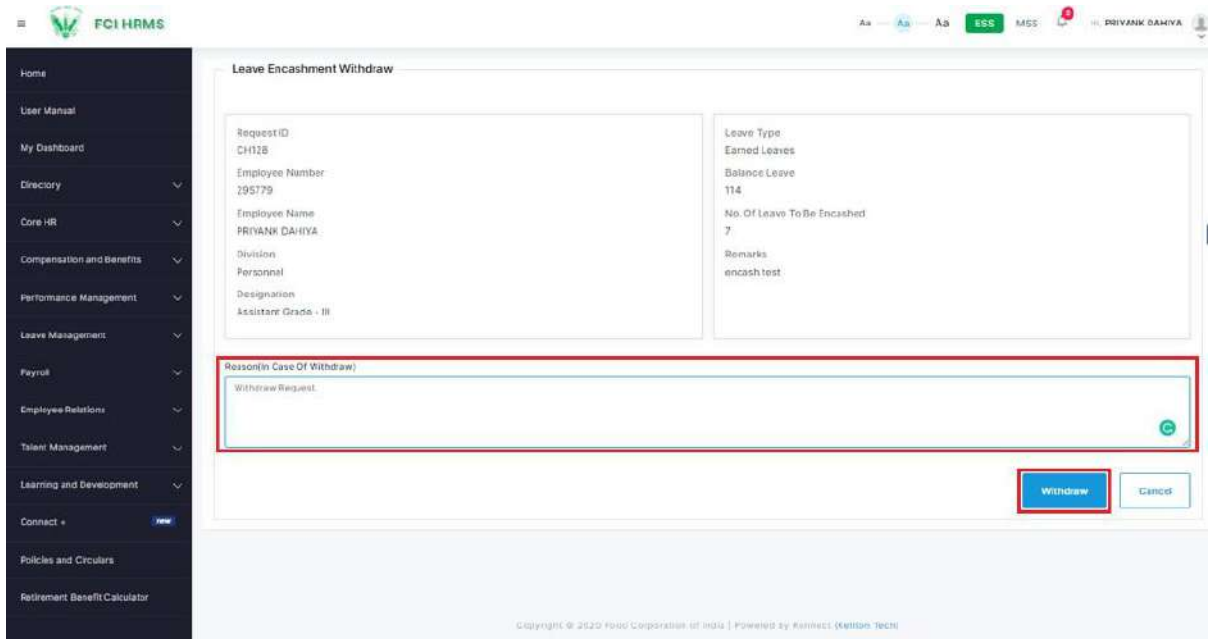 FCI HRMS
Aa Aa Aa ESS MSS PRIYANK DAHIYA
Home
User Manual
My Dashboard
Directory
Core HR
Compensation and Benefits
Performance Management
Leave Management
Payroll
Employee Relations
Talent Management
Learning and Development
Connect + new
Policies and Circulars
Retirement Benefit Calculator
Leave Encashment Withdraw
Request ID
CH128
Employee Number
295779
Employee Name
PRIYANK DAHIYA
Division
Personnel
Designation
Assistant Grade - III
Leave Type
Earned Leaves
Balance Leave
114
No. Of Leave To Be Encashed
7
Remarks
encash test
Reason(In Case Of Withdraw)
Withdraw Request.
Withdraw Cancel
Copyright © 2020 Food Corporation of India | Powered by (Kellton Tech)